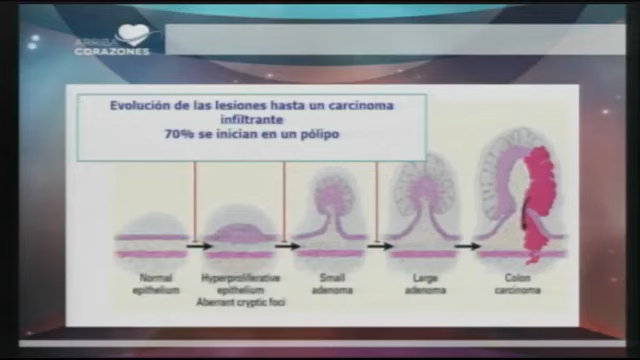 ARRIBA
CORAZONES
Evolución de las lesiones hasta un carcinoma
infiltrante
70% se inician en un pólipo
Normal
epithelium
Hyperproliferative
epithelium
Aberrant cryptic foci
Small
adenoma
Large
adenoma
Colon
carcinoma